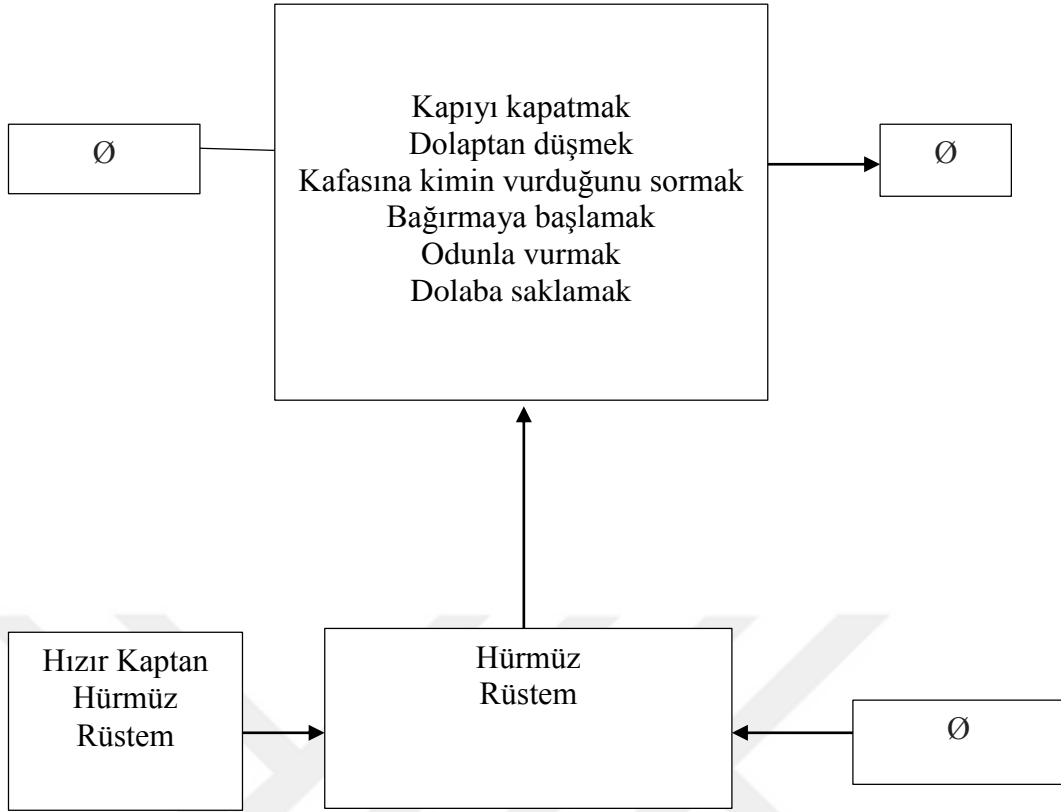 Ø
Kapıyı kapatmak
Dolaptan düşmek
Kafasına kimin vurduğunu sormak
Bağırmaya başlamak
Odunla vurmak
Dolaba saklamak
Ø
Hızır Kaptan
Hürmüz
Rüstem
Hürmüz
Rüstem
Ø